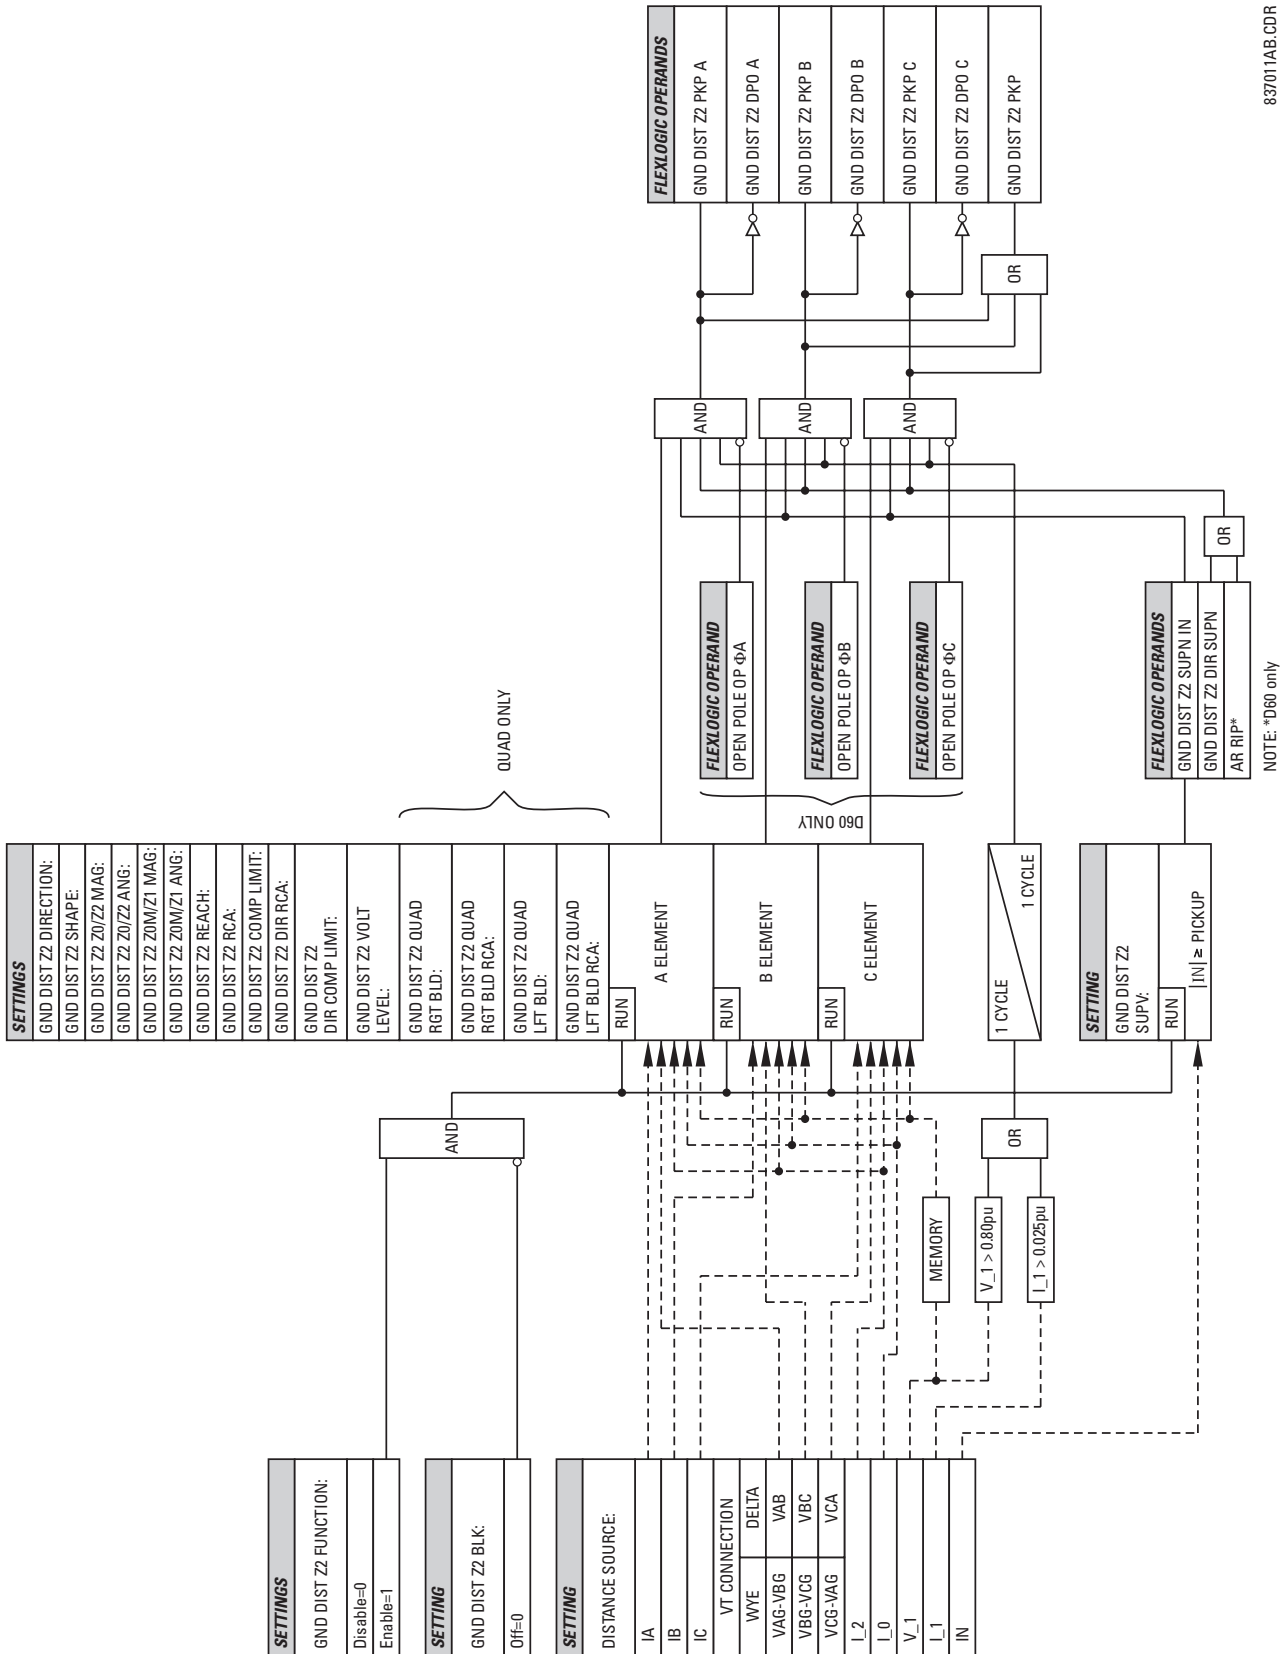 SETTINGS
GND DIST Z2 FUNCTION:
Disable=0
Enable=1
SETTING
GND DIST Z2 BLK:
Off=0
SETTING
DISTANCE SOURCE:
IA
IB
IC
VT CONNECTION
WYE DELTA
VAG-VBG VAB
VBG-VCG VBC
VCG-VAG VCA
I_2
I_0
V_1
I_1
IN
AND
MEMORY
V_1 > 0.80pu
I_1 > 0.025pu
OR
SETTINGS
GND DIST Z2 DIRECTION:
GND DIST Z2 SHAPE:
GND DIST Z2 Z0/Z2 MAG:
GND DIST Z2 Z0/Z2 ANG:
GND DIST Z2 Z0M/Z1 MAG:
GND DIST Z2 Z0M/Z1 ANG:
GND DIST Z2 REACH:
GND DIST Z2 RCA:
GND DIST Z2 COMP LIMIT:
GND DIST Z2 DIR RCA:
GND DIST Z2
DIR COMP LIMIT:
GND DIST Z2 VOLT
LEVEL:
GND DIST Z2 QUAD
RGT BLD:
GND DIST Z2 QUAD
RGT BLD RCA:
GND DIST Z2 QUAD
LFT BLD:
GND DIST Z2 QUAD
LFT BLD RCA:
RUN
A ELEMENT
RUN
B ELEMENT
RUN
C ELEMENT
1 CYCLE
1 CYCLE
SETTING
GND DIST Z2
SUPV:
RUN
|IN| ≥ PICKUP
QUAD ONLY
D60 ONLY
FLEXLOGIC OPERAND
OPEN POLE OP ΦA
FLEXLOGIC OPERAND
OPEN POLE OP ΦB
FLEXLOGIC OPERAND
OPEN POLE OP ΦC
FLEXLOGIC OPERANDS
GND DIST Z2 SUPN IN
GND DIST Z2 DIR SUPN
AR RIP*
NOTE: *D60 only
OR
AND
AND
AND
OR
FLEXLOGIC OPERANDS
GND DIST Z2 PKP A
GND DIST Z2 DPO A
GND DIST Z2 PKP B
GND DIST Z2 DPO B
GND DIST Z2 PKP C
GND DIST Z2 DPO C
GND DIST Z2 PKP
837011AB.CDR